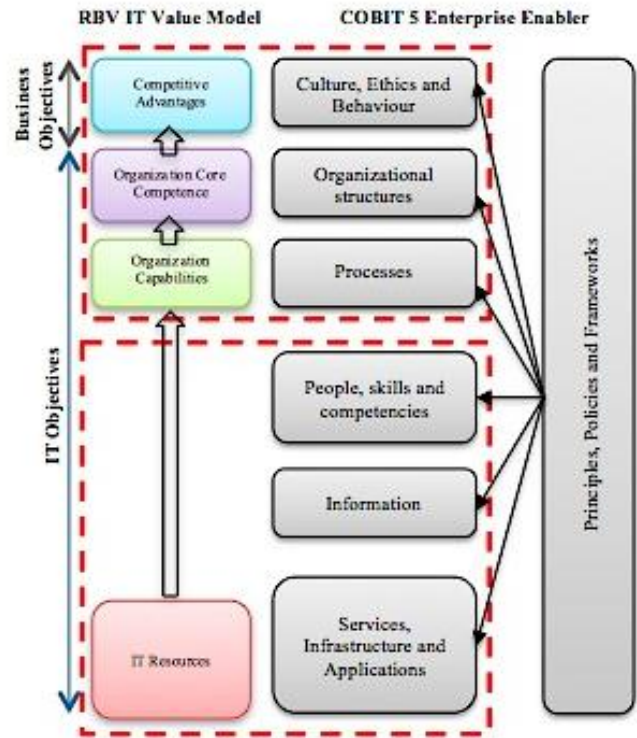 RBV IT Value Model
COBIT 5 Enterprise Enabler
Business
Objectives
IT Objectives
Competitive
Advantages
Culture, Ethics and
Behaviour
Organization Core
Competence
Organizational
structures
Organization
Capabilities
Processes
People, skills and
competencies
Information
IT Resources
Services,
Infrastructure and
Applications
Principles, Policies and Frameworks